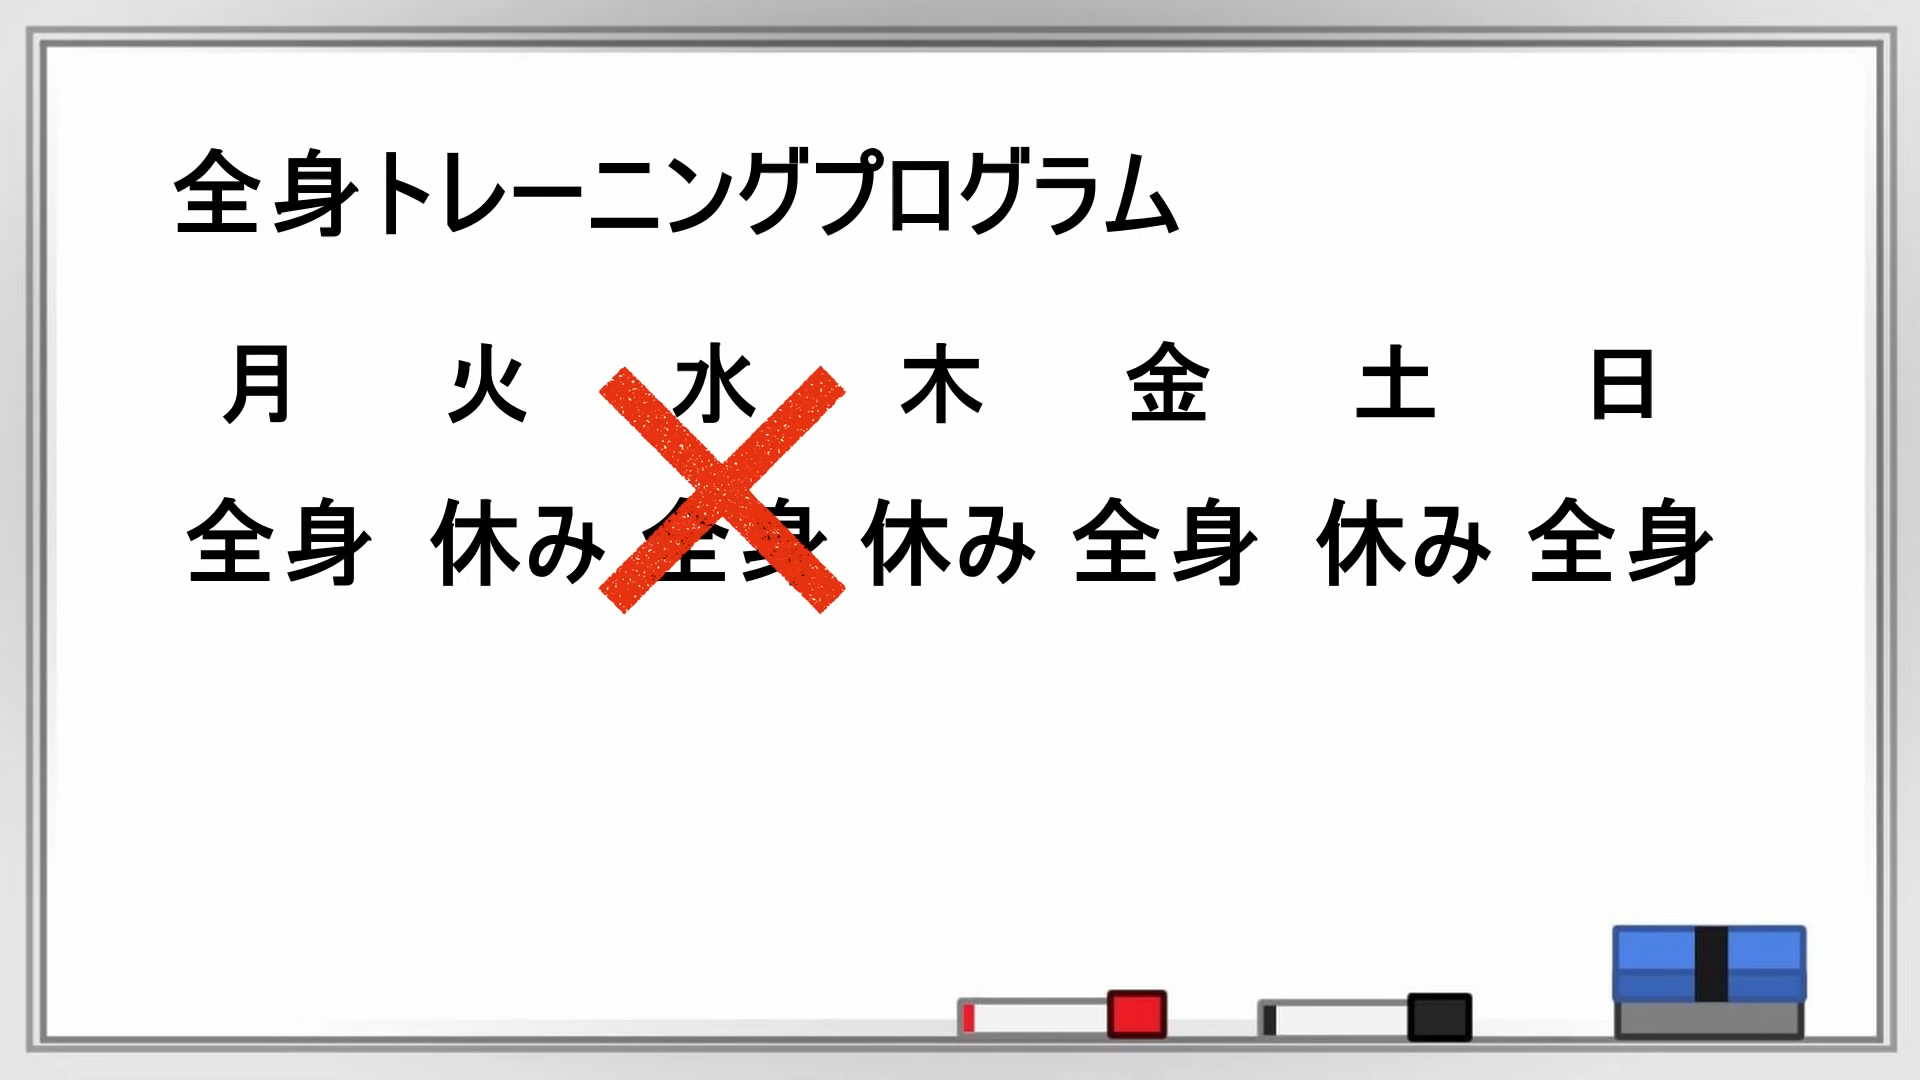 全身トレーニングプログラム
月 火 水 木 金 土 日
全身 休み 全身 休み 全身 休み 全身